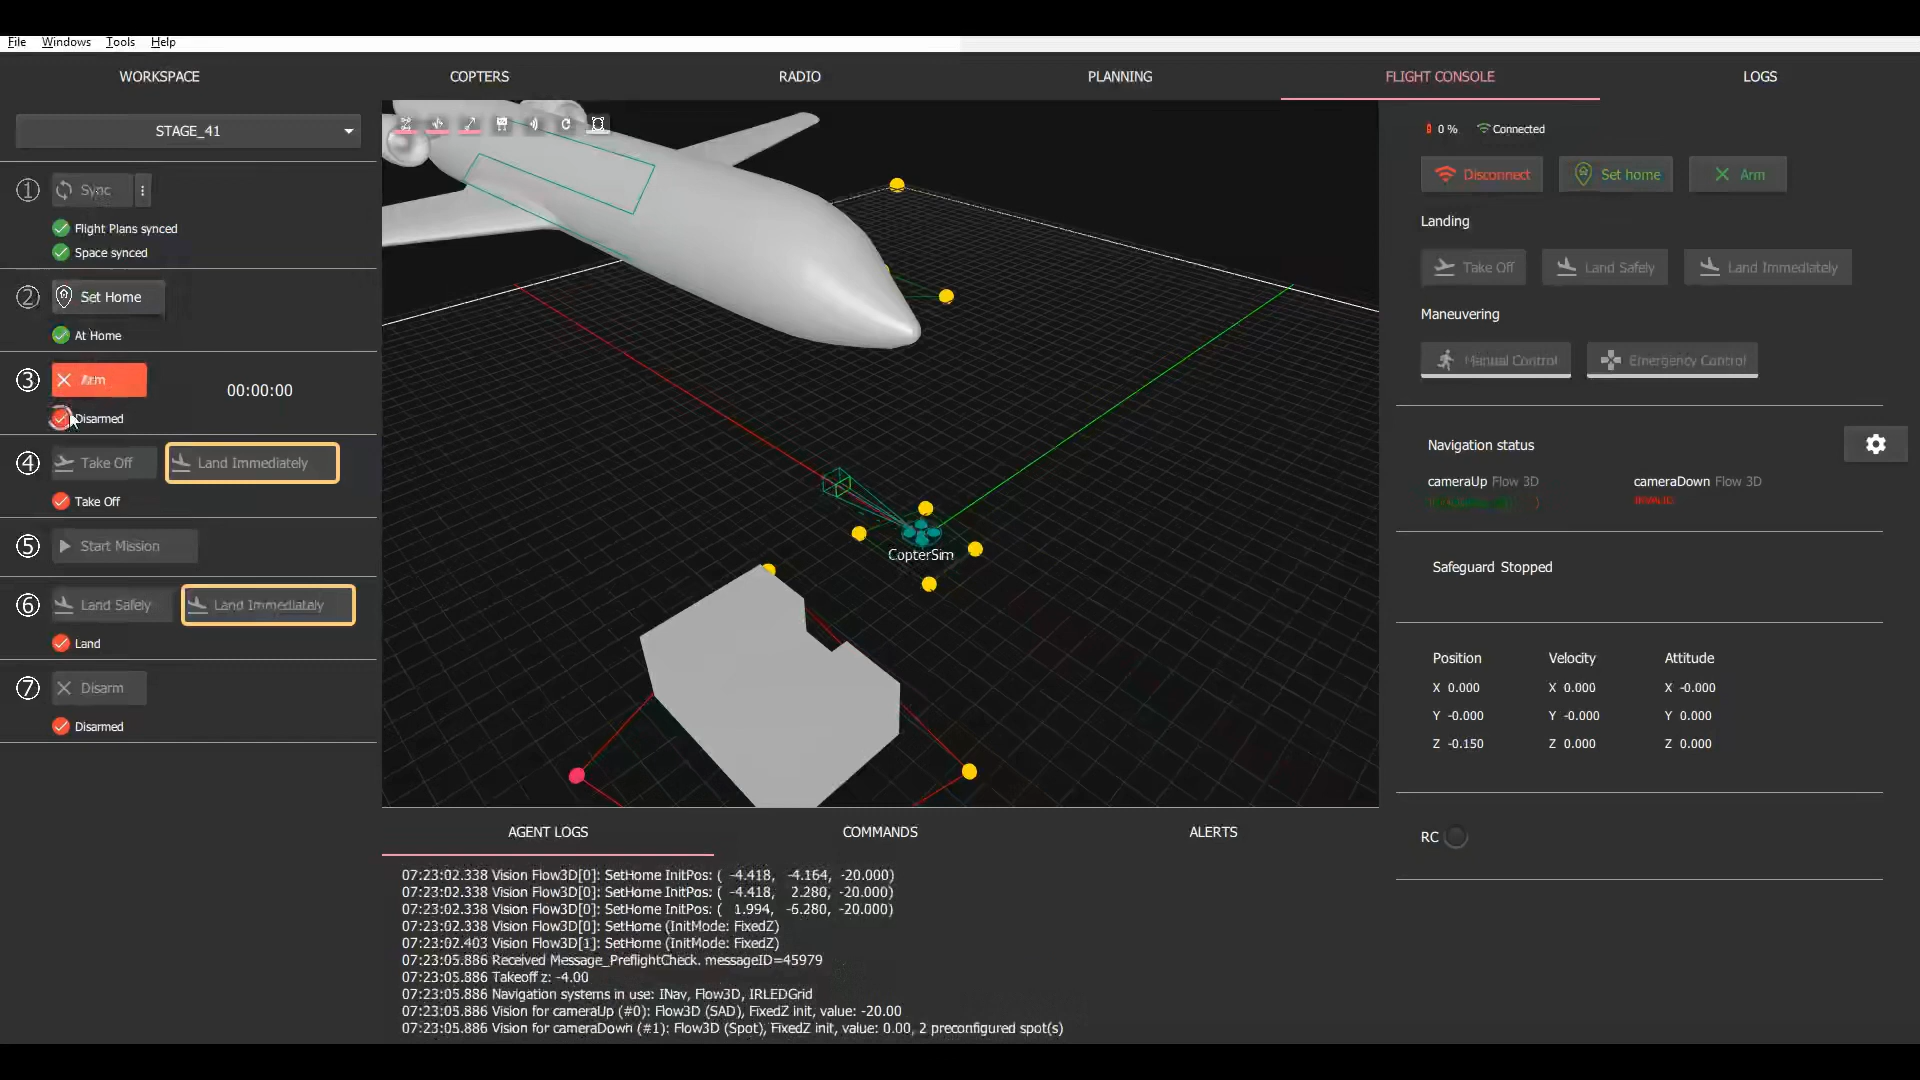 File Windows Tools Help
WORKSPACE COPTERS RADIO PLANNING FLIGHT CONSOLE LOGS
STAGE_41
1 Sync
Flight Plans synced
Space synced
2 Set Home
At Home
3 Arm
00:00:00
Disarmed
4 Take Off Land Immediately
Take Off
5 Start Mission
6 Land Safely Land Immediately
Land
7 Disarm
Disarmed
CopterSim
AGENT LOGS COMMANDS ALERTS
07:23:02.338 Vision Flow3D[0]: SetHome InitPos: ( -4.418, -4.164, -20.000)
07:23:02.338 Vision Flow3D[0]: SetHome InitPos: ( -4.418, 2.280, -20.000)
07:23:02.338 Vision Flow3D[0]: SetHome InitPos: ( 1.994, -6.280, -20.000)
07:23:02.338 Vision Flow3D[0]: SetHome (InitMode: FixedZ)
07:23:02.403 Vision Flow3D[1]: SetHome (InitMode: FixedZ)
07:23:05.886 Received Message_PreflightCheck. messageID=45979
07:23:05.886 Takeoff z: -4.00
07:23:05.886 Navigation systems in use: INav, Flow3D, IRLEDGrid
07:23:05.886 Vision for cameraUp (#0): Flow3D (SAD), FixedZ init, value: -20.00
07:23:05.886 Vision for cameraDown (#1): Flow3D (Spot), FixedZ init, value: 0.00, 2 preconfigured spot(s)
0 % Connected
Disconnect Set home Arm
Landing
Take Off Land Safely Land Immediately
Maneuvering
Manual Control Emergency Control
Navigation status
cameraUp Flow 3D cameraDown Flow 3D
INVALID
Safeguard Stopped
Position Velocity Attitude
X 0.000 X 0.000 X -0.000
Y -0.000 Y -0.000 Y 0.000
Z -0.150 Z 0.000 Z 0.000
RC